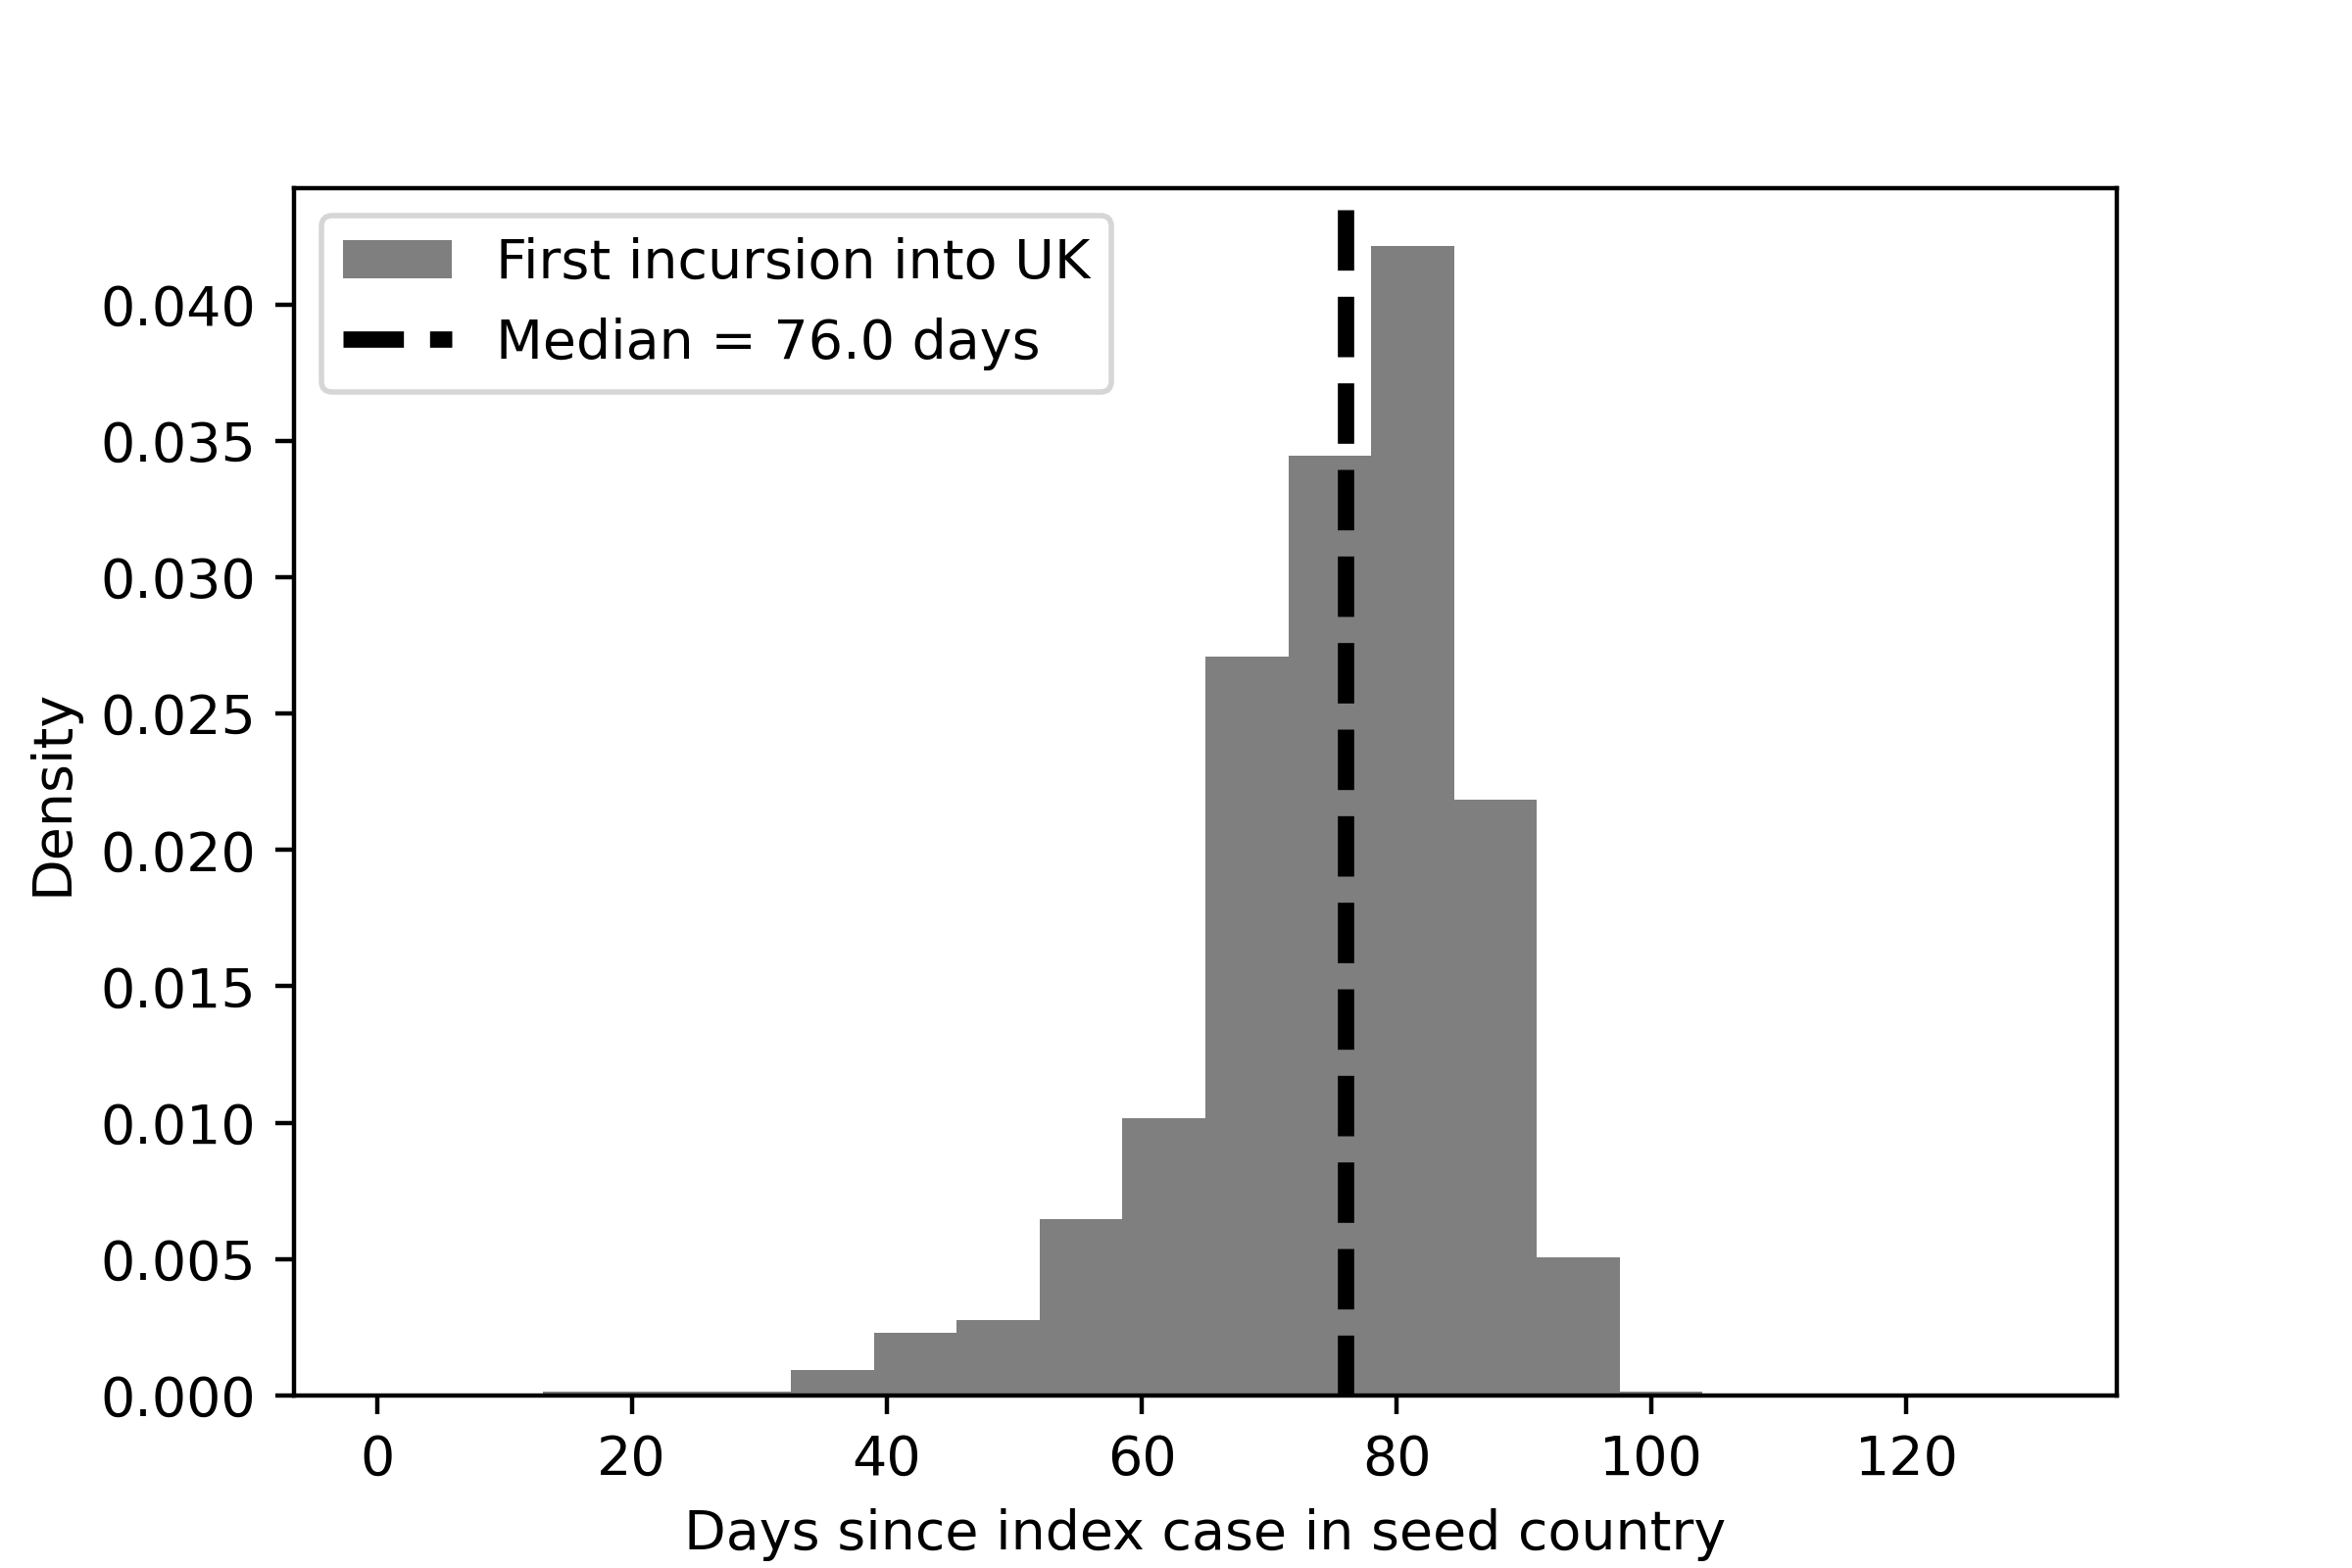 First incursion into UK
Median = 76.0 days
0.040
0.035
0.030
0.025
0.020
0.015
0.010
0.005
0.000
Density
0 20 40 60 80 100 120
Days since index case in seed country